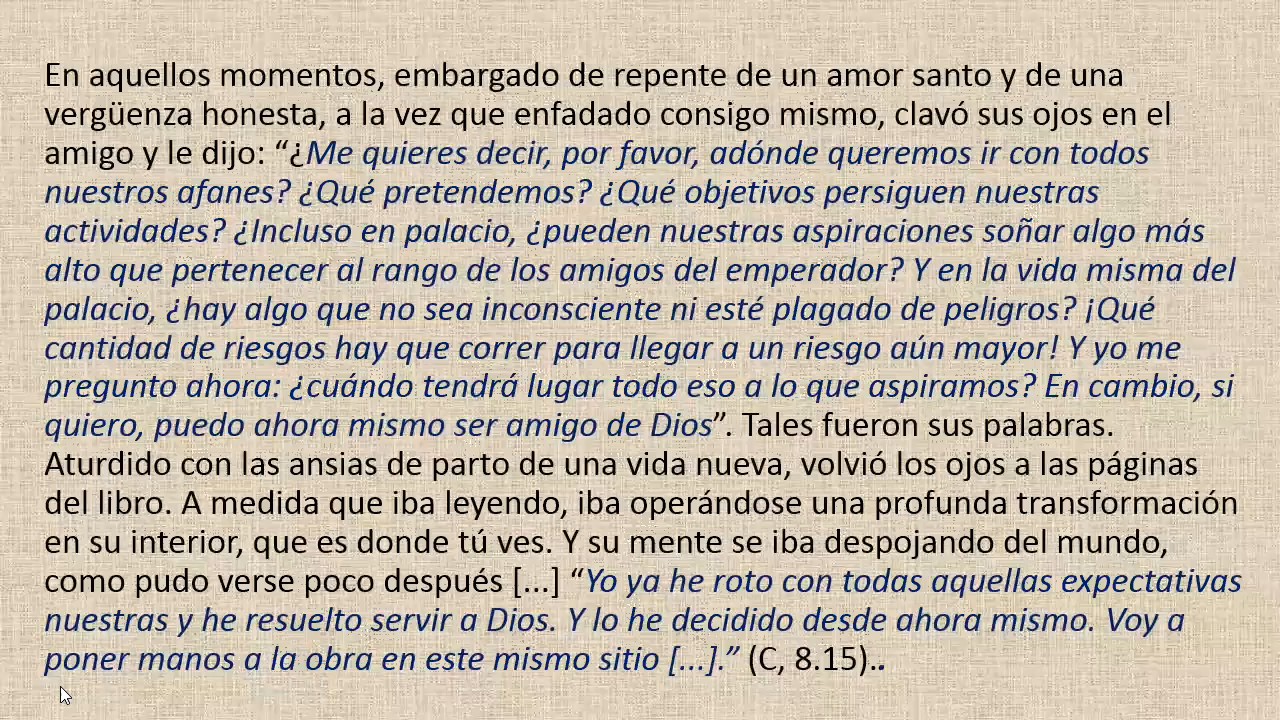 En aquellos momentos, embargado de repente de un amor santo y de una
vergüenza honesta, a la vez que enfadado consigo mismo, clavó sus ojos en el
amigo y le dijo: “¿Me quieres decir, por favor, adónde queremos ir con todos
nuestros afanes? ¿Qué pretendemos? ¿Qué objetivos persiguen nuestras
actividades? ¿Incluso en palacio, ¿pueden nuestras aspiraciones soñar algo más
alto que pertenecer al rango de los amigos del emperador? Y en la vida misma del
palacio, ¿hay algo que no sea inconsciente ni esté plagado de peligros? ¡Qué
cantidad de riesgos hay que correr para llegar a un riesgo aún mayor! Y yo me
pregunto ahora: ¿cuándo tendrá lugar todo eso a lo que aspiramos? En cambio, si
quiero, puedo ahora mismo ser amigo de Dios”. Tales fueron sus palabras.
Aturdido con las ansias de parto de una vida nueva, volvió los ojos a las páginas
del libro. A medida que iba leyendo, iba operándose una profunda transformación
en su interior, que es donde tú ves. Y su mente se iba despojando del mundo,
como pudo verse poco después [...] “Yo ya he roto con todas aquellas expectativas
nuestras y he resuelto servir a Dios. Y lo he decidido desde ahora mismo. Voy a
poner manos a la obra en este mismo sitio [...].” (C, 8.15)..